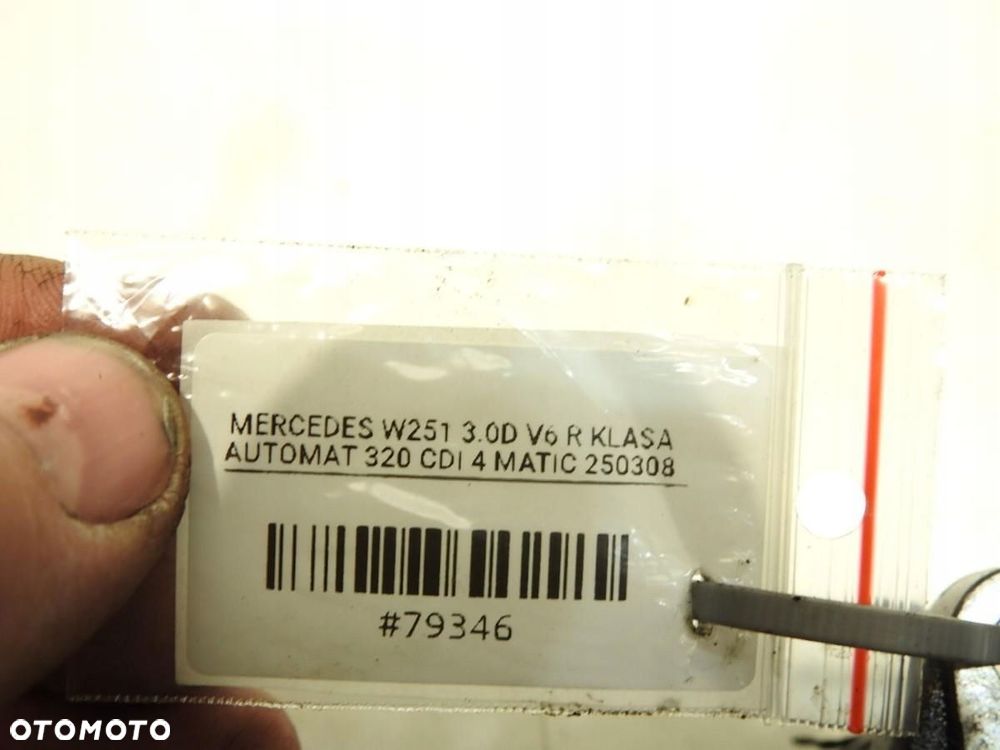 MERCEDES W251 3.0D V6 R KLASA
AUTOMAT 320 CDI 4 MATIC 250308
#79346
OTOMOTO